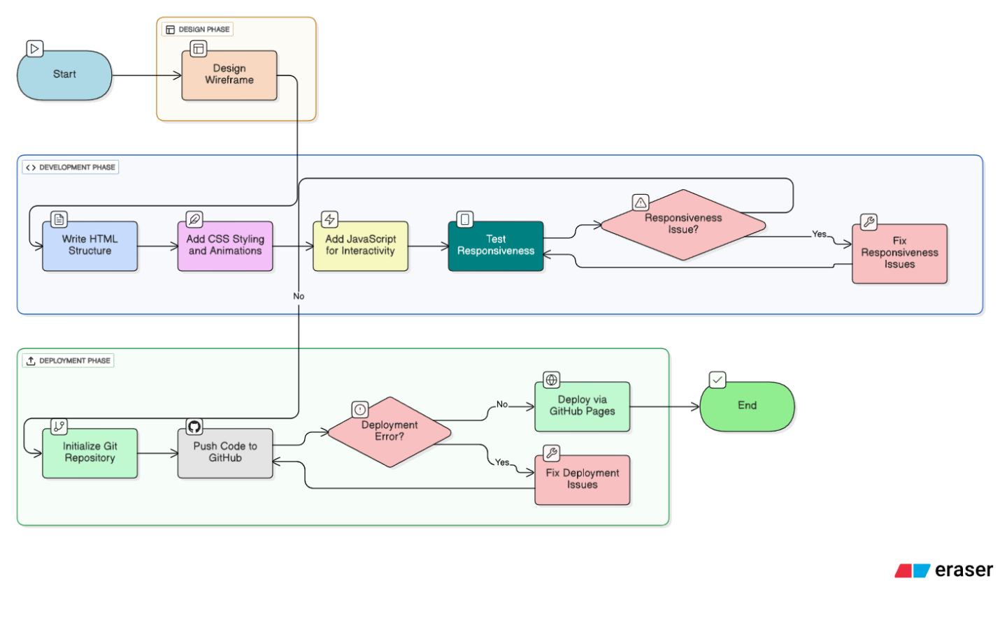 DESIGN PHASE
Start
Design
Wireframe
DEVELOPMENT PHASE
Write HTML
Structure
Add CSS Styling
and Animations
Add JavaScript
for Interactivity
Test
Responsiveness
Responsiveness
Issue?
Yes
Fix
Responsiveness
Issues
No
DEPLOYMENT PHASE
Initialize Git
Repository
Push Code to
GitHub
Deployment
Error?
No
Deploy via
GitHub Pages
End
Yes
Fix Deployment
Issues
eraser